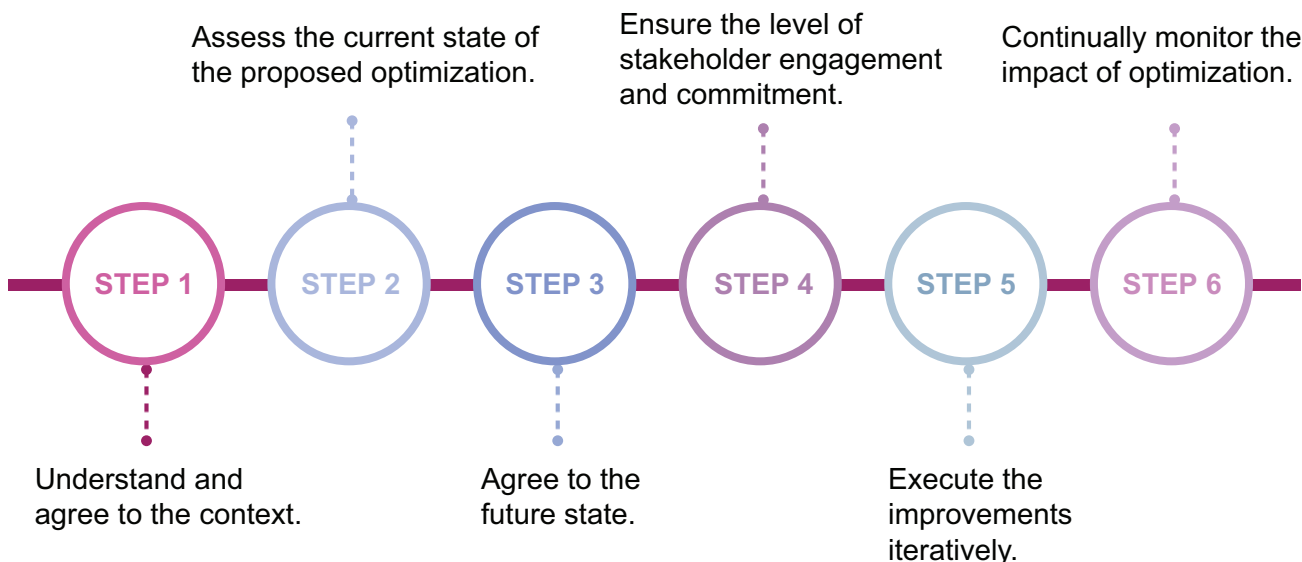 Assess the current state of
the proposed optimization.
Ensure the level of
stakeholder engagement
and commitment.
Continually monitor the
impact of optimization.
STEP 1
STEP 2
STEP 3
STEP 4
STEP 5
STEP 6
Understand and
agree to the context.
Agree to the
future state.
Execute the
improvements
iteratively.